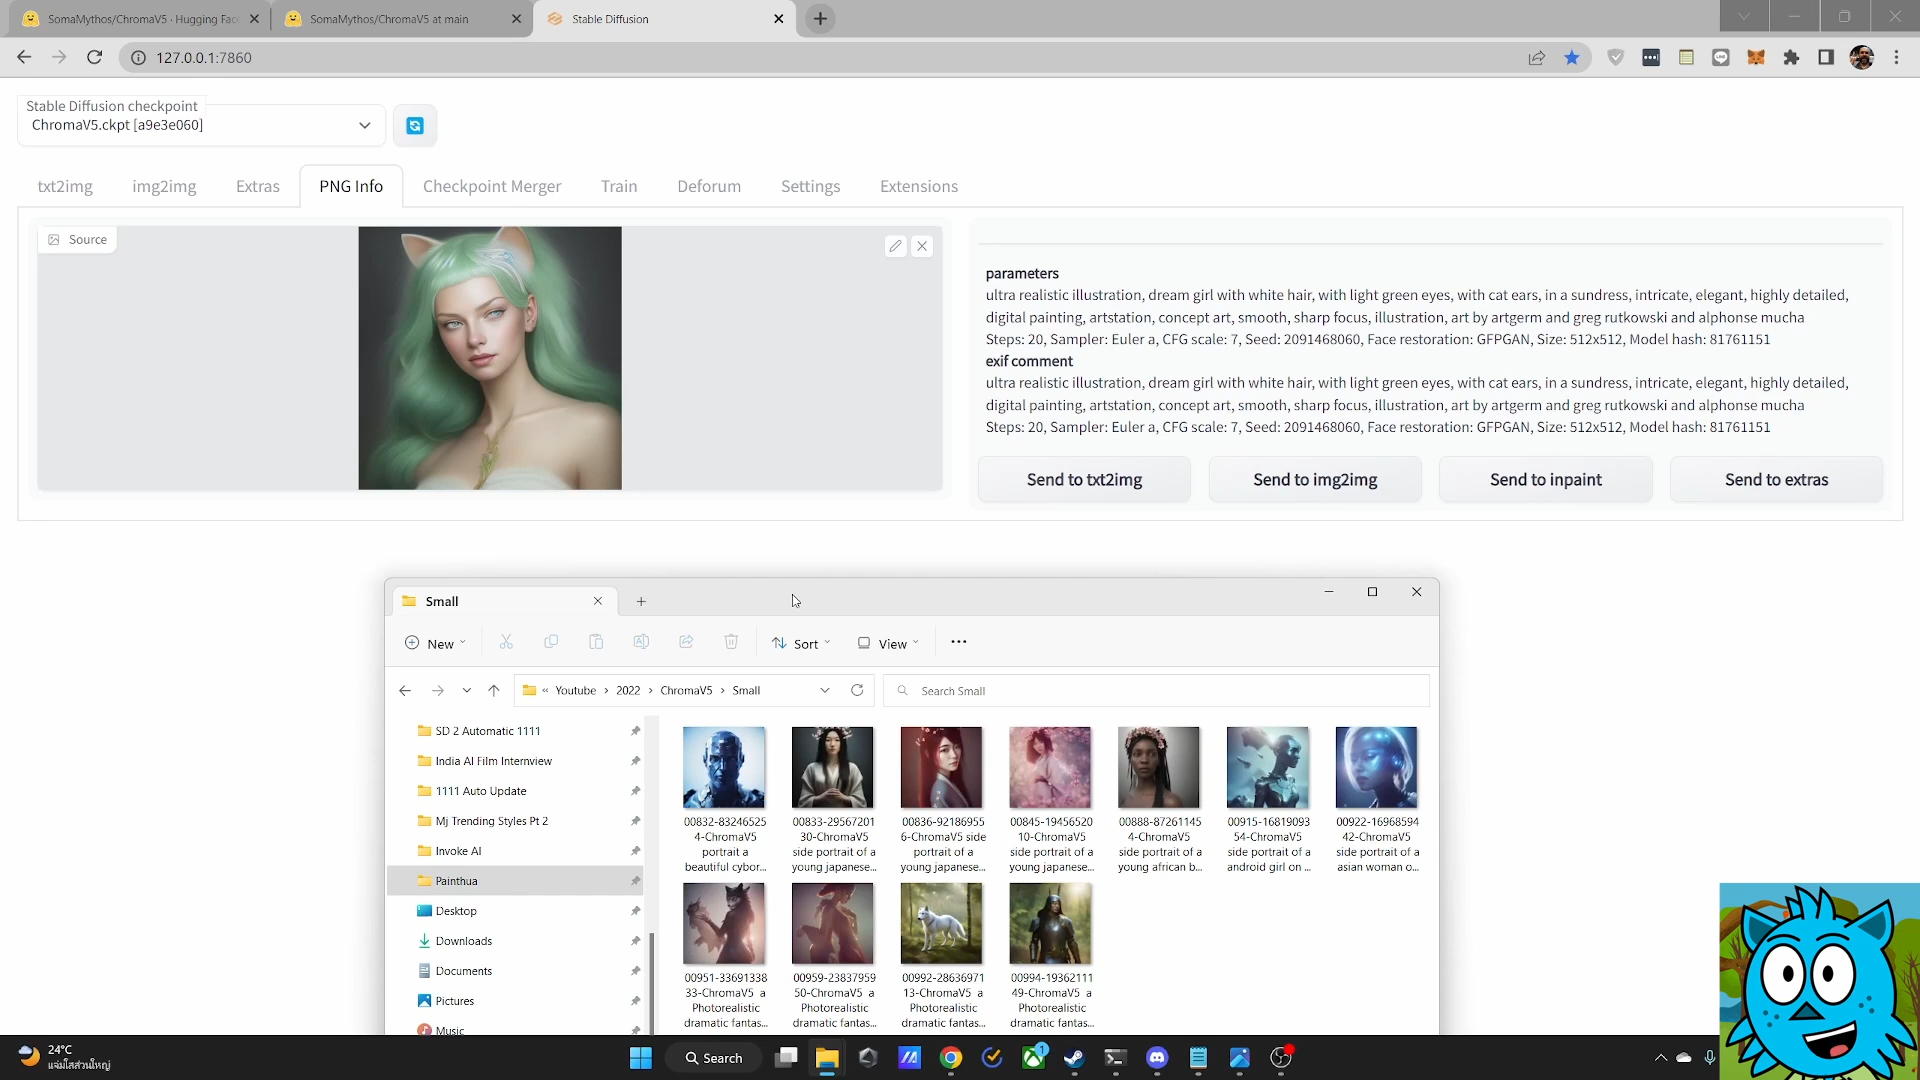 SomaMythos/ChromaV5 · Hugging Fac
SomaMythos/ChromaV5 at main
Stable Diffusion
127.0.0.1:7860
Stable Diffusion checkpoint
ChromaV5.ckpt [a9e3e060]
txt2img
img2img
Extras
PNG Info
Checkpoint Merger
Train
Deforum
Settings
Extensions
Source
parameters
ultra realistic illustration, dream girl with white hair, with light green eyes, with cat ears, in a sundress, intricate, elegant, highly detailed,
digital painting, artstation, concept art, smooth, sharp focus, illustration, art by artgerm and greg rutkowski and alphonse mucha
Steps: 20, Sampler: Euler a, CFG scale: 7, Seed: 2091468060, Face restoration: GFPGAN, Size: 512x512, Model hash: 81761151
exif comment
ultra realistic illustration, dream girl with white hair, with light green eyes, with cat ears, in a sundress, intricate, elegant, highly detailed,
digital painting, artstation, concept art, smooth, sharp focus, illustration, art by artgerm and greg rutkowski and alphonse mucha
Steps: 20, Sampler: Euler a, CFG scale: 7, Seed: 2091468060, Face restoration: GFPGAN, Size: 512x512, Model hash: 81761151
Send to txt2img
Send to img2img
Send to inpaint
Send to extras
Small
New
Sort
View
« Youtube › 2022 › ChromaV5 › Small
Search Small
SD 2 Automatic 1111
India AI Film Internview
1111 Auto Update
Mj Trending Styles Pt 2
Invoke AI
Painthua
Desktop
Downloads
Documents
Pictures
Music
00832-83246525
4-ChromaV5
portrait a
beautiful cybor...
00833-29567201
30-ChromaV5
side portrait of a
young japanese...
00836-92186955
6-ChromaV5 side
portrait of a
young japanese...
00845-19456520
10-ChromaV5
side portrait of a
young japanese...
00888-87261145
4-ChromaV5
side portrait of a
young african b...
00915-16819093
54-ChromaV5
side portrait of a
android girl on ...
00922-16968594
42-ChromaV5
side portrait of a
asian woman o...
00951-33691338
33-ChromaV5 a
Photorealistic
dramatic fantas...
00959-23837959
50-ChromaV5 a
Photorealistic
dramatic fantas...
00992-28636971
13-ChromaV5 a
Photorealistic
dramatic fantas...
00994-19362111
49-ChromaV5 a
Photorealistic
dramatic fantas...
24°C
แจ่มใสส่วนใหญ่
Search
1